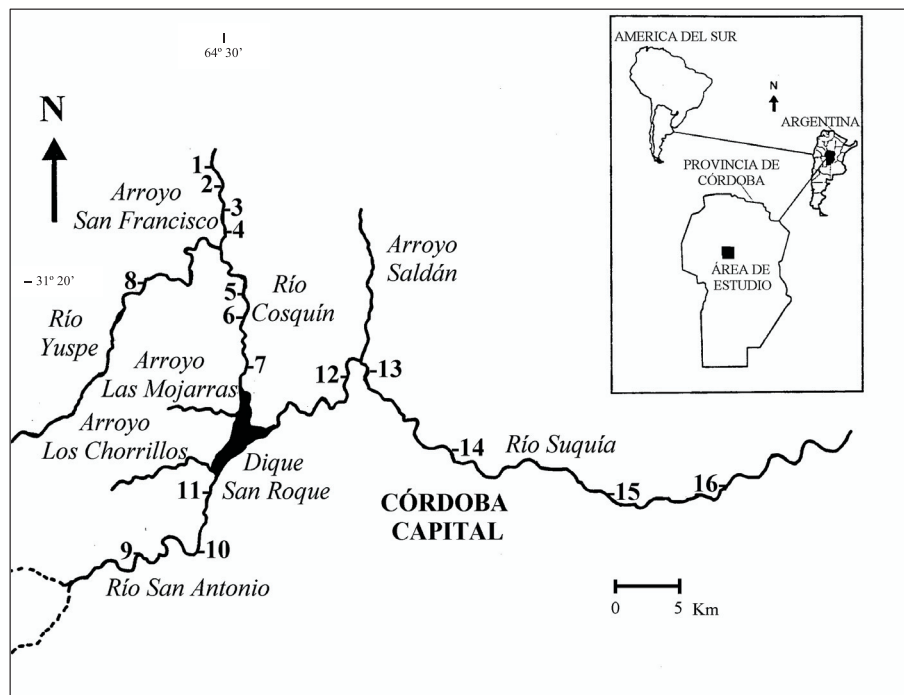 64º 30’
N
1
2
Arroyo
San Francisco
3
4
31º 20’
8
5
6
Río
Cosquín
Río
Yuspe
Arroyo
Saldán
Arroyo
Las Mojarras
7
12
13
Arroyo
Los Chorrillos
Dique
San Roque
11
14
Río Suquía
CÓRDOBA
CAPITAL
15
16
9
10
Río San Antonio
0 5 Km
AMERICA DEL SUR
N
ARGENTINA
PROVINCIA DE
CÓRDOBA
ÁREA DE
ESTUDIO